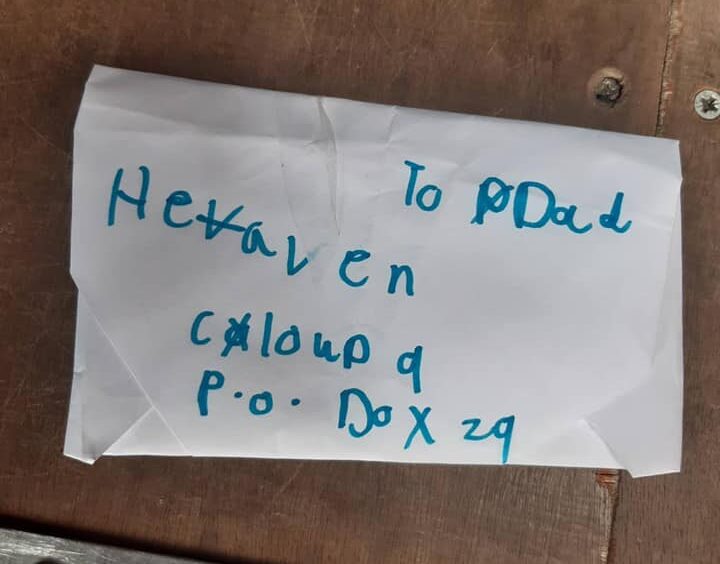 To Dad
Heaven
Cloup 9
P.O. Dox 29